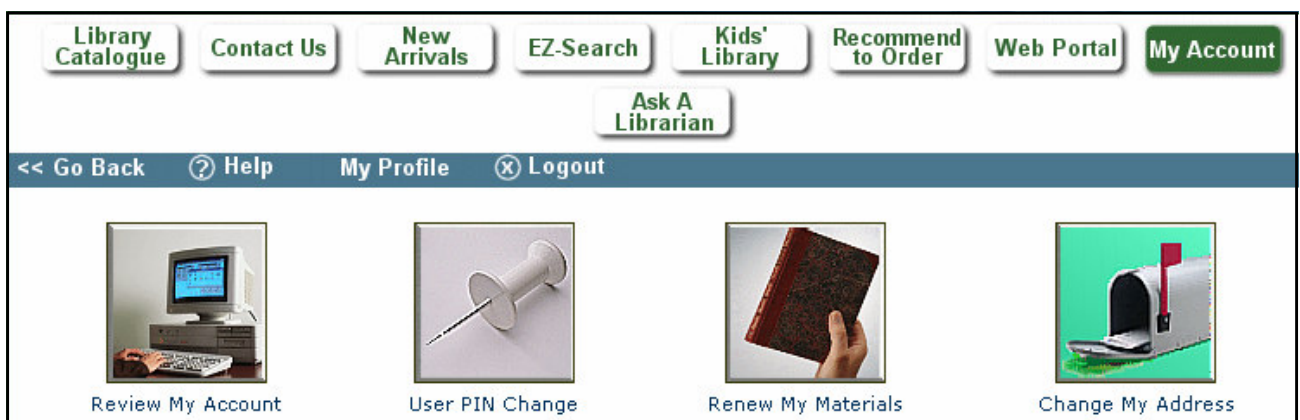 Library Catalogue
Contact Us
New Arrivals
EZ-Search
Kids' Library
Recommend to Order
Web Portal
My Account
Ask A Librarian
<< Go Back ? Help My Profile X Logout
Review My Account User PIN Change Renew My Materials Change My Address